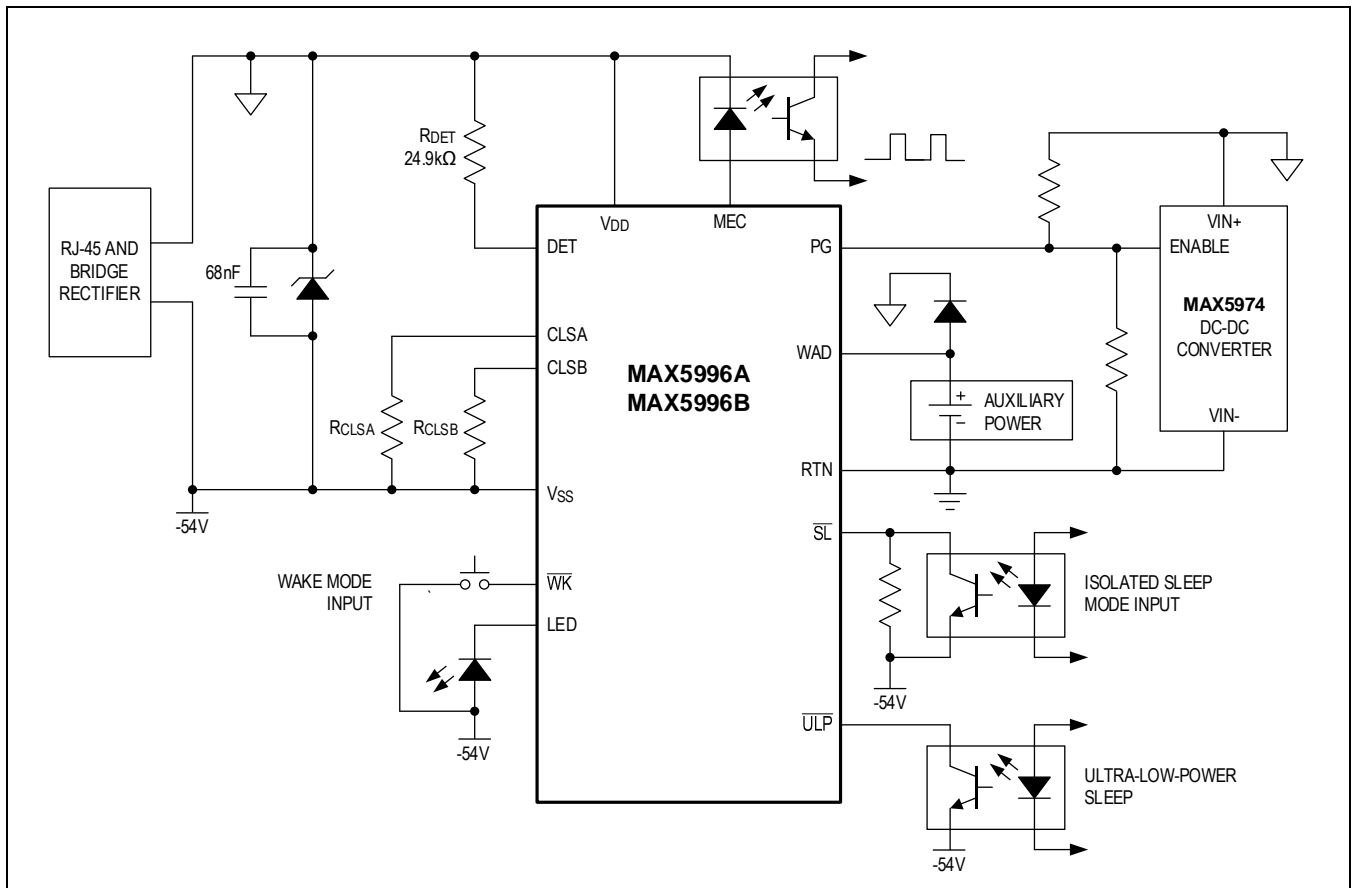 RDET
24.9kΩ
RJ-45 AND
BRIDGE
RECTIFIER
68nF
VDD
MEC
DET
CLSA
CLSB
RCLSA
RCLSB
VSS
-54V
WAKE MODE
INPUT
WK
LED
-54V
MAX5996A
MAX5996B
PG
WAD
RTN
SL
ULP
+
-
AUXILIARY
POWER
VIN+
ENABLE
MAX5974
DC-DC
CONVERTER
VIN-
ISOLATED SLEEP
MODE INPUT
-54V
ULTRA-LOW-POWER
SLEEP
-54V